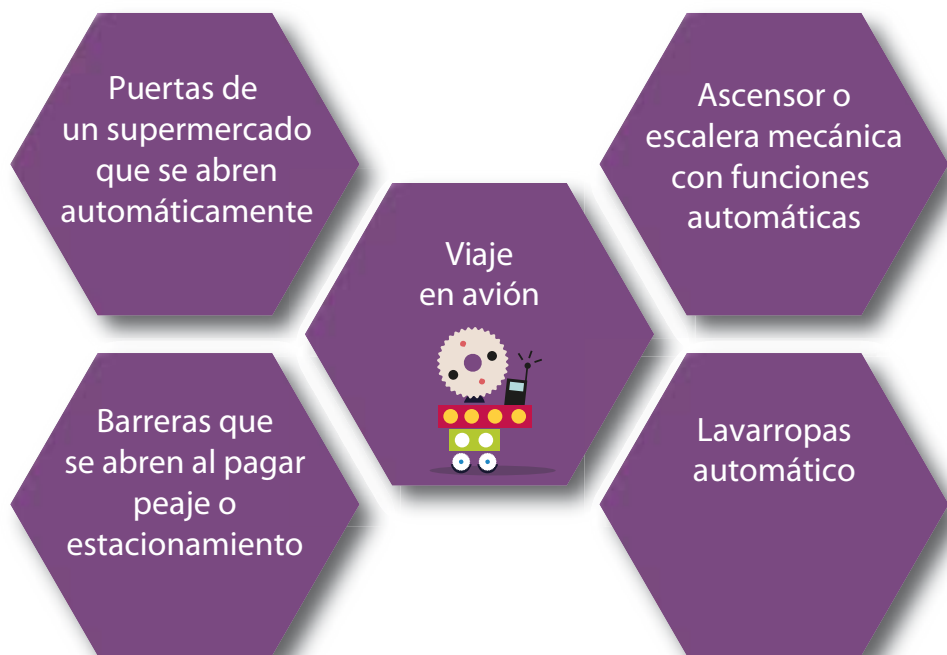 Puertas de
un supermercado
que se abren
automáticamente
Ascensor o
escalera mecánica
con funciones
automáticas
Viaje
en avión
Barreras que
se abren al pagar
peaje o
estacionamiento
Lavarropas
automático